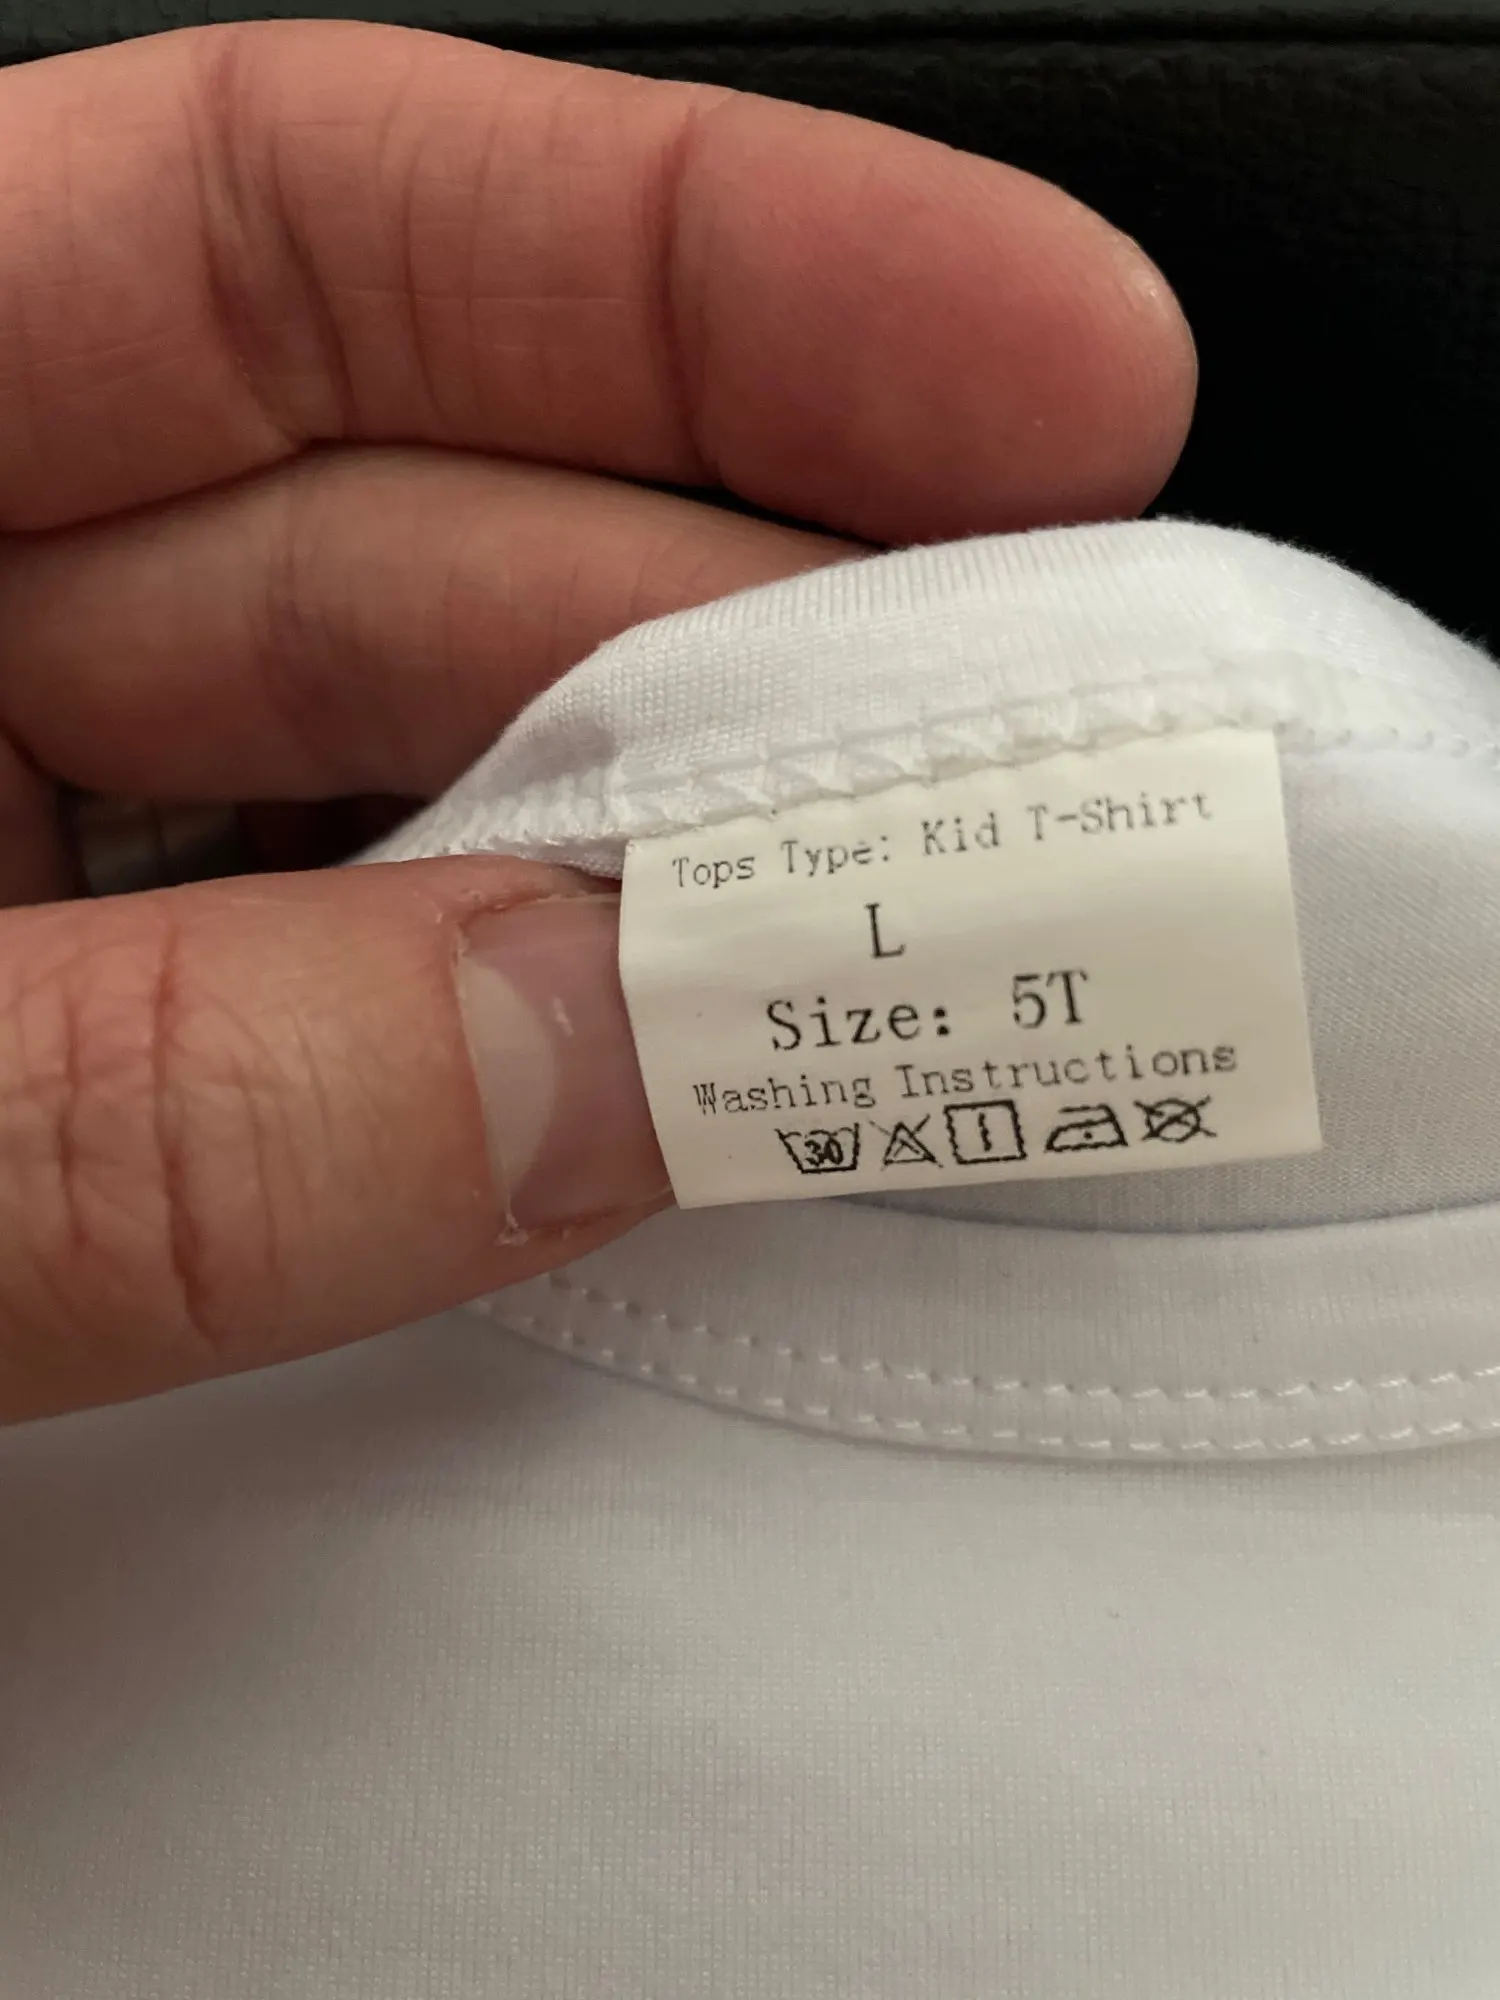 Tops Type: Kid T-Shirt
L
Size: 5T
Washing Instructions
30